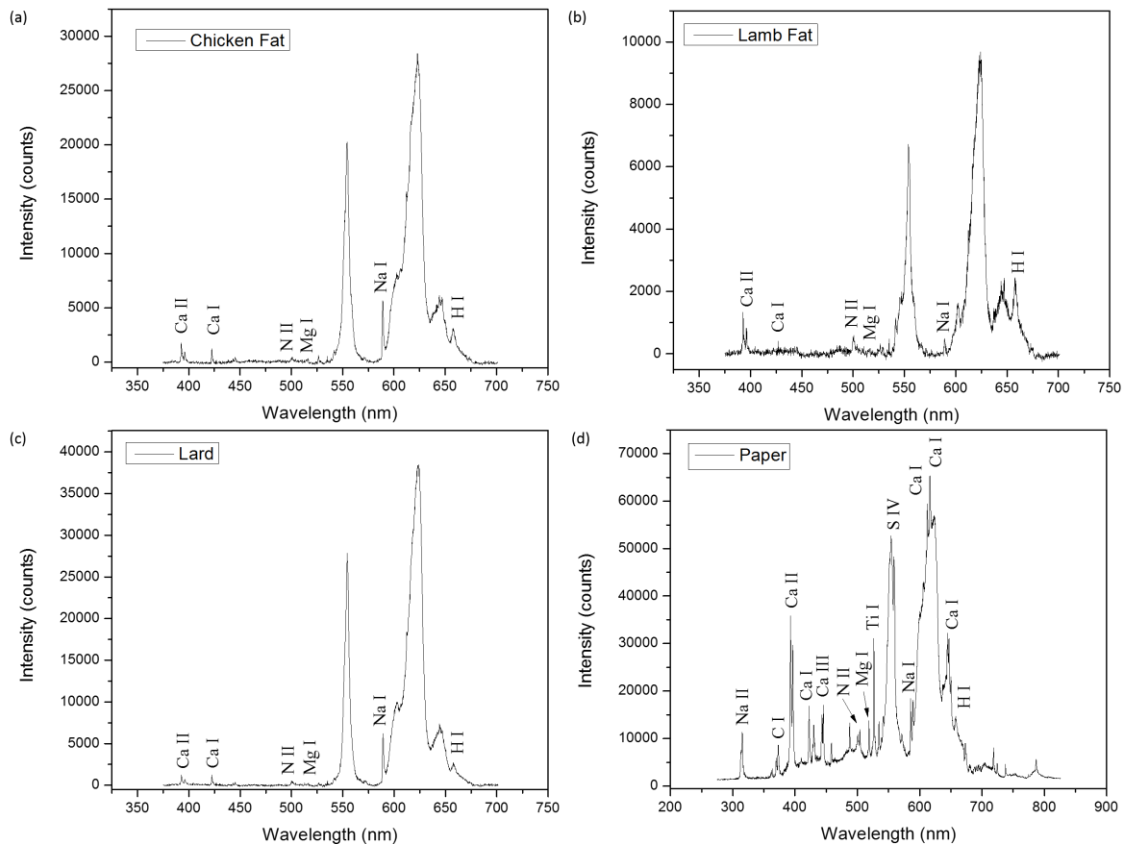 (a)
Chicken Fat
30000
25000
20000
15000
10000
5000
0
Intensity (counts)
Ca II
Ca I
N II
Mg I
Na I
H I
350 400 450 500 550 600 650 700 750
Wavelength (nm)
(b)
Lamb Fat
10000
8000
6000
4000
2000
0
Intensity (counts)
Ca II
Ca I
N II
Mg I
Na I
H I
350 400 450 500 550 600 650 700 750
Wavelength (nm)
(c)
Lard
40000
35000
30000
25000
20000
15000
10000
5000
0
Intensity (counts)
Ca II
Ca I
N II
Mg I
Na I
H I
350 400 450 500 550 600 650 700 750
Wavelength (nm)
(d)
Paper
70000
60000
50000
40000
30000
20000
10000
0
Intensity (counts)
Na II
C I
Ca II
Ca I
Ca III
N II
Mg I
Ti I
S IV
Na I
Ca I
Ca I
Ca I
H I
200 300 400 500 600 700 800 900
Wavelength (nm)